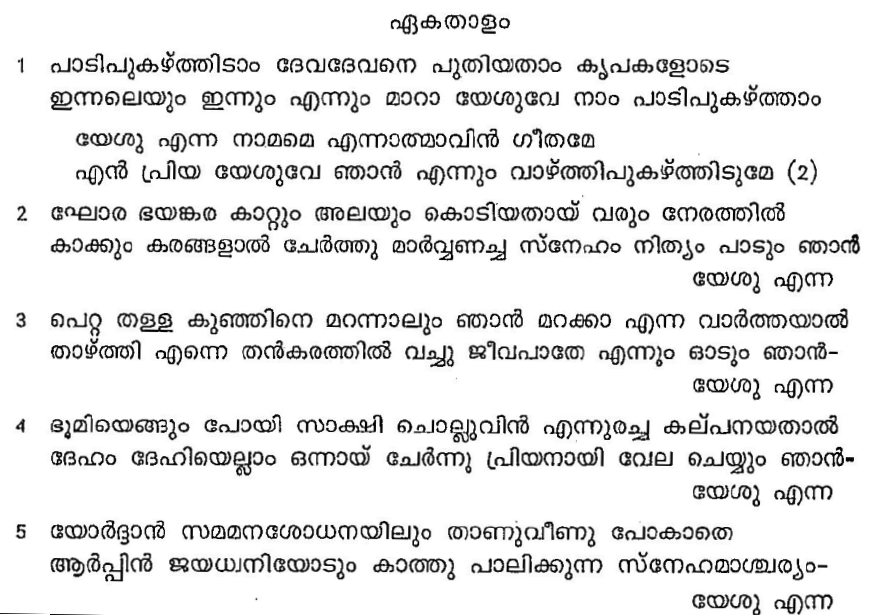 ഏകതാളം
1 പാടിപുകഴ്ത്തിടാം ദേവദേവനെ പുതിയതാം കൃപകളോടെ
ഇന്നലെയും ഇന്നും എന്നും മാറാ യേശുവേ നാം പാടിപുകഴ്ത്താം
യേശു എന്ന നാമമെ എന്നാത്മാവിൻ ഗീതമേ
എൻ പ്രിയ യേശുവേ ഞാൻ എന്നും വാഴ്ത്തിപുകഴ്ത്തിടുമേ (2)
2 ഘോര ഭയങ്കര കാറ്റും അലയും കൊടിയതായ് വരും നേരത്തിൽ
കാക്കും കരങ്ങളാൽ ചേർത്തു മാർവ്വണച്ച സ്നേഹം നിത്യം പാടും ഞാൻ
യേശു എന്ന
3 പെറ്റ തള്ള കുഞ്ഞിനെ മറന്നാലും ഞാൻ മറക്കാ എന്ന വാർത്തയാൽ
താഴ്ത്തി എന്നെ തൻകരത്തിൽ വച്ചു ജീവപാതേ എന്നും ഓടും ഞാൻ-
യേശു എന്ന
4 ഭൂമിയെങ്ങും പോയി സാക്ഷി ചൊല്ലുവിൻ എന്നുരച്ച കല്പനയതാൽ
ദേഹം ദേഹിയെല്ലാം ഒന്നായ് ചേർന്നു പ്രിയനായി വേല ചെയ്യും ഞാൻ-
യേശു എന്ന
5 യോർദ്ദാൻ സമമനശോധനയിലും താണുവീണു പോകാതെ
ആർപ്പിൻ ജയധ്വനിയോടും കാത്തു പാലിക്കുന്ന സ്നേഹമാശ്ചര്യം-
യേശു എന്ന